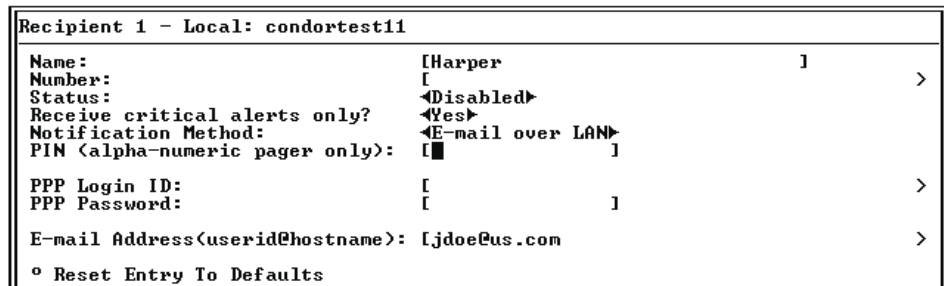 Recipient 1 - Local: condortest11
Name: [Harper ]
Number: [ >
Status: ◄Disabled►
Receive critical alerts only? ◄Yes►
Notification Method: ◄E-mail over LAN►
PIN (alpha-numeric pager only): [█ ]
PPP Login ID: [ >
PPP Password: [ ]
E-mail Address(userid@hostname): [jdoe@us.com >
º Reset Entry To Defaults